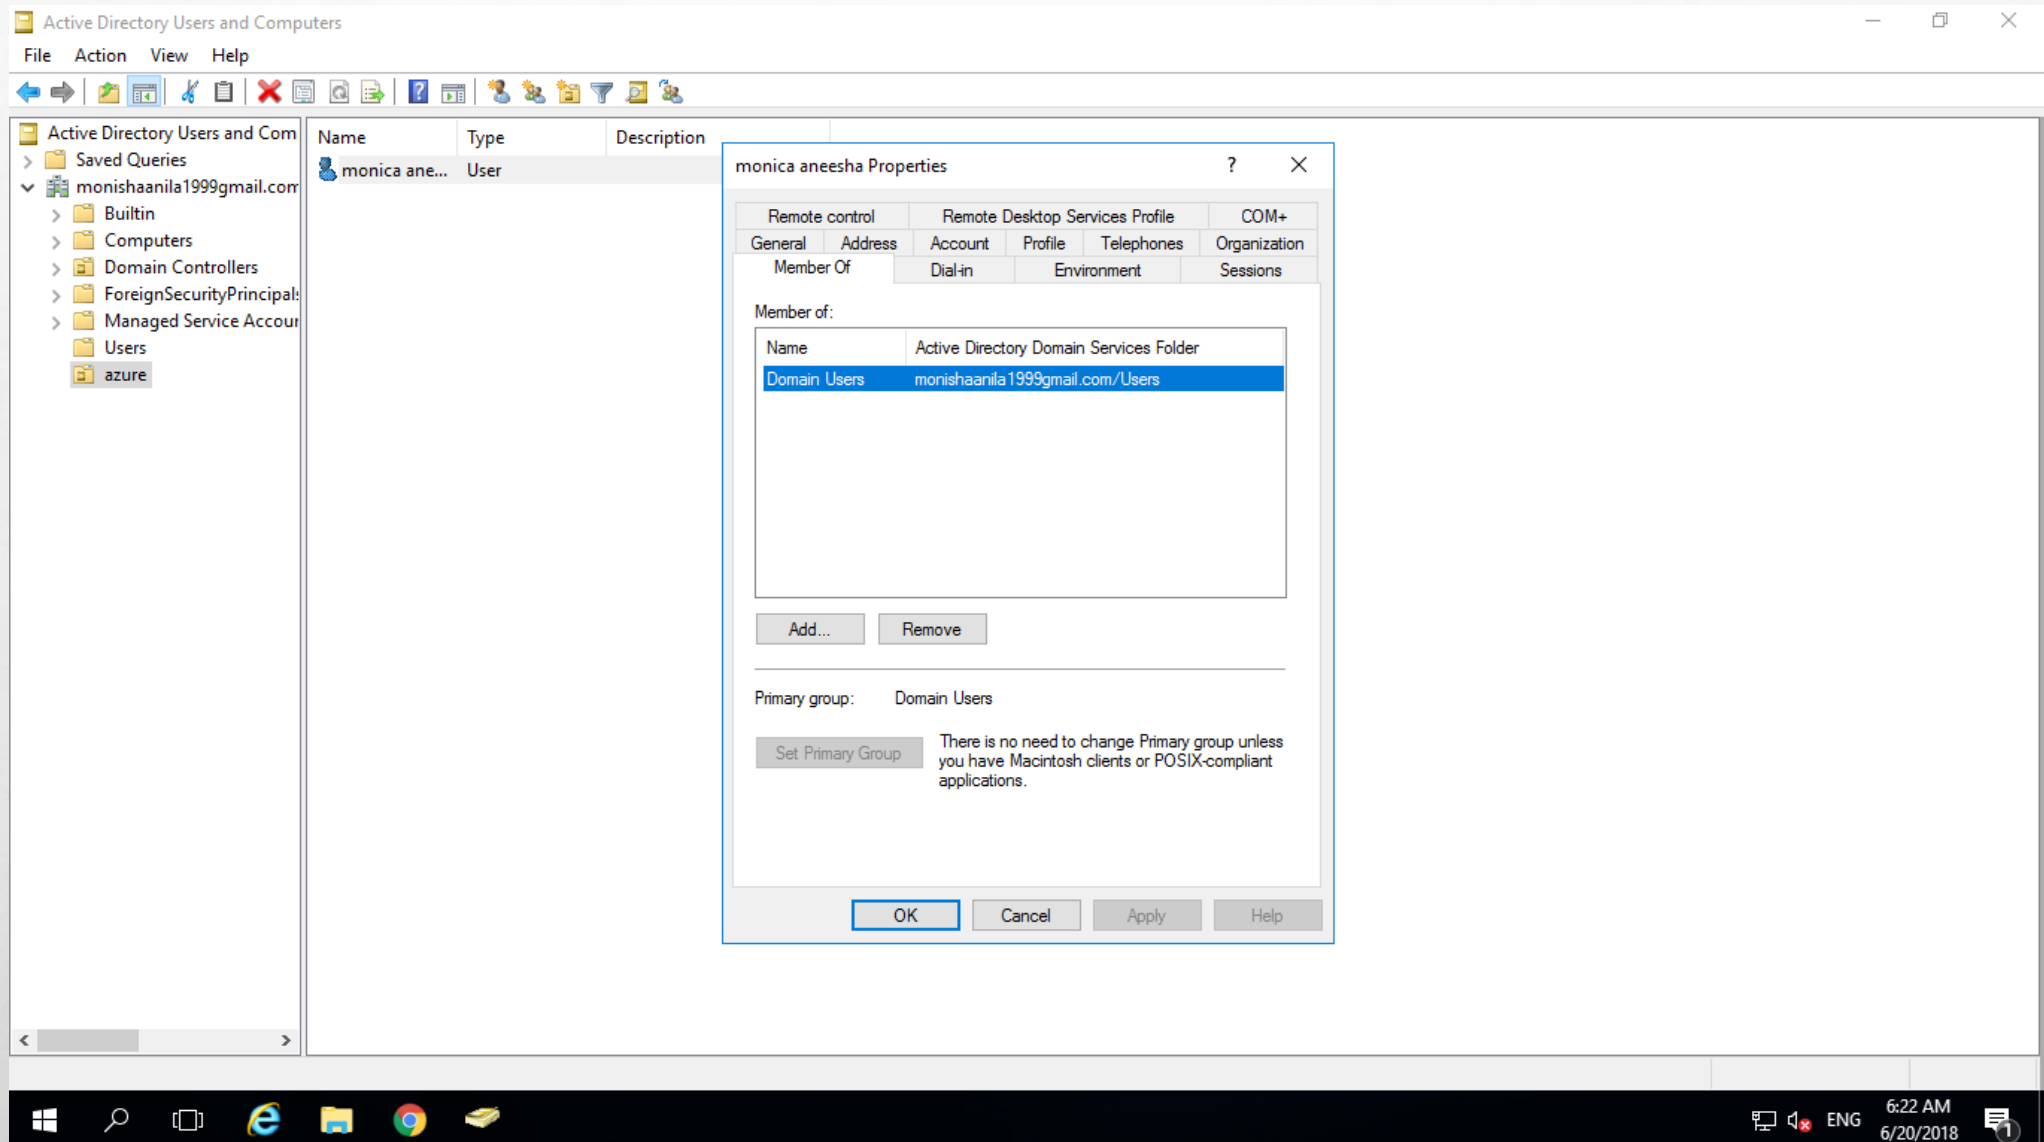 Active Directory Users and Computers
File Action View Help
Active Directory Users and Com
Saved Queries
monishaanila1999gmail.com
Builtin
Computers
Domain Controllers
ForeignSecurityPrincipals
Managed Service Accour
Users
azure
Name Type Description
monica ane... User
monica aneesha Properties ?
Remote control Remote Desktop Services Profile COM+
General Address Account Profile Telephones Organization
Member Of Dial-in Environment Sessions
Member of:
Name Active Directory Domain Services Folder
Domain Users monishaanila1999gmail.com/Users
Add... Remove
Primary group: Domain Users
Set Primary Group
There is no need to change Primary group unless
you have Macintosh clients or POSIX-compliant
applications.
OK Cancel Apply Help
ENG
6:22 AM
6/20/2018
1